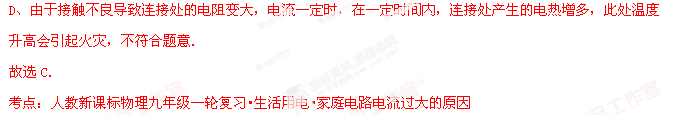 D、由于接触不良导致连接处的电阻变大，电流一定时，在一定时间内，连接处产生的电热增多，此处温度
升高会引起火灾，不符合题意.
故选 C.
考点：人教新课标物理九年级一轮复习•生活用电•家庭电路电流过大的原因